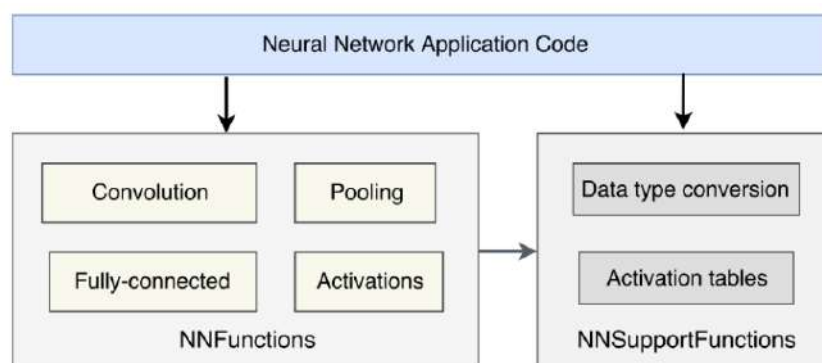 Neural Network Application Code
Convolution
Pooling
Fully-connected
Activations
NNFunctions
Data type conversion
Activation tables
NNSupportFunctions